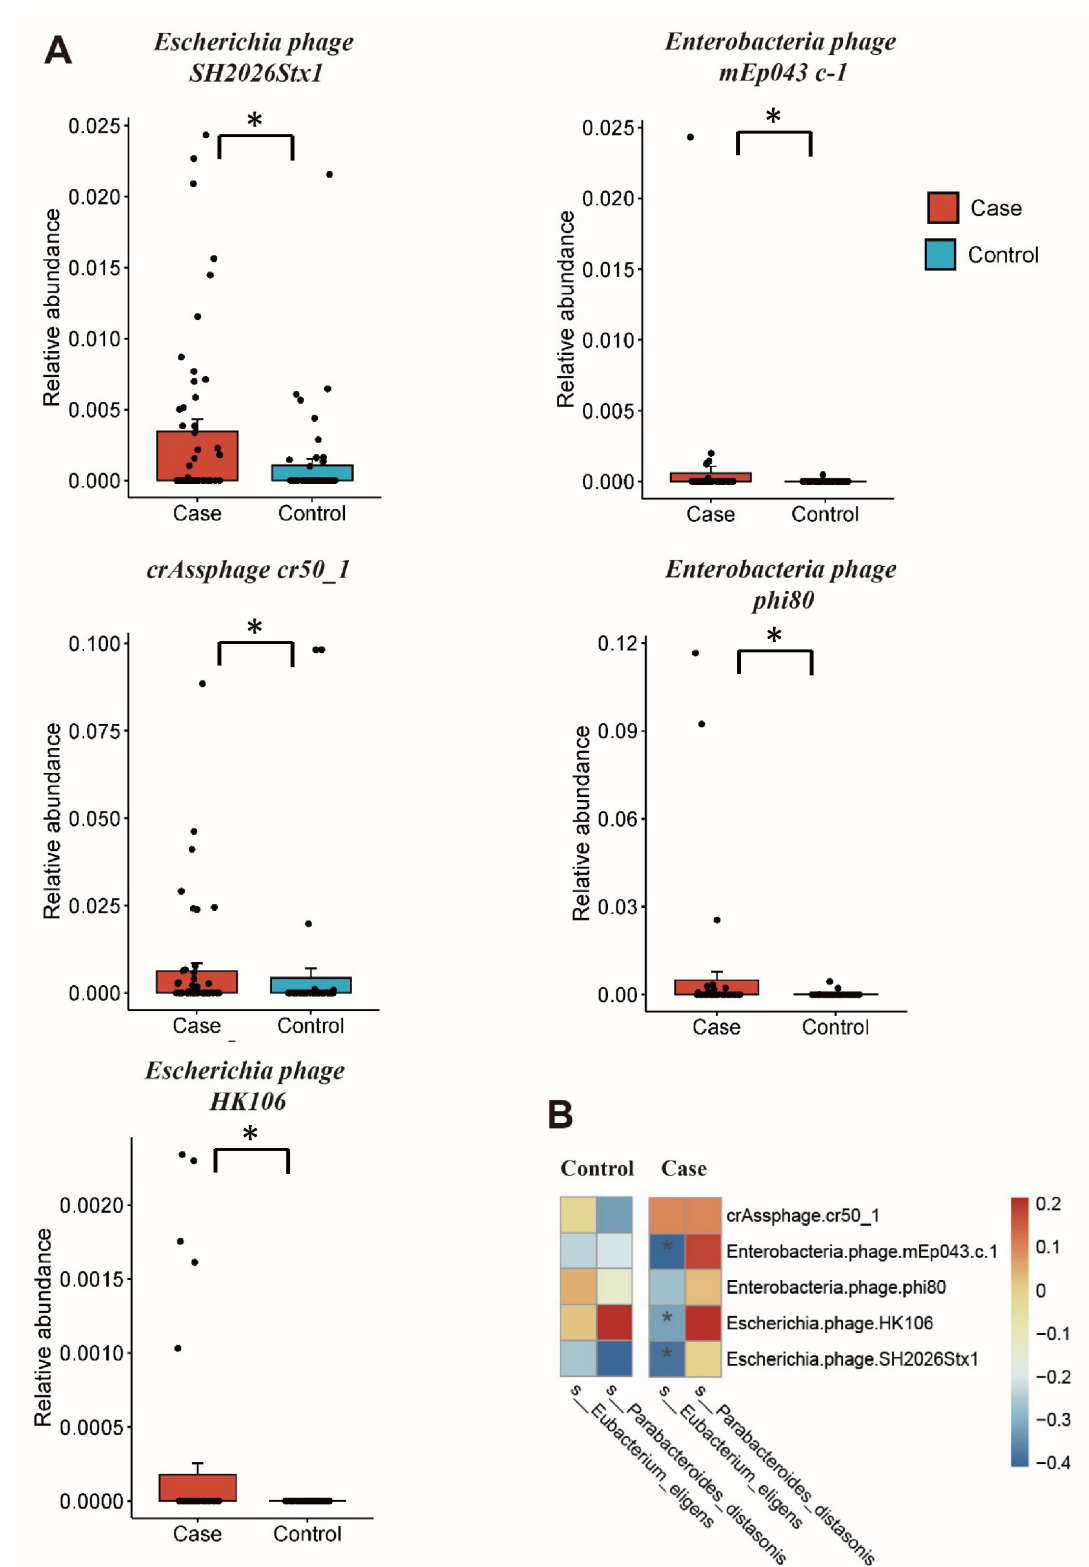 A
Escherichia phage
SH2026Stx1
*
Relative abundance
0.025
0.020
0.015
0.010
0.005
0.000
Case
Control
Enterobacteria phage
mEp043 c-1
*
Relative abundance
0.025
0.020
0.015
0.010
0.005
0.000
Case
Control
Case
Control
crAssphage cr50_1
*
Relative abundance
0.100
0.075
0.050
0.025
0.000
Case
Control
Enterobacteria phage
phi80
*
Relative abundance
0.12
0.09
0.06
0.03
0.00
Case
Control
Escherichia phage
HK106
*
Relative abundance
0.0020
0.0015
0.0010
0.0005
0.0000
Case
Control
B
Control
Case
crAssphage.cr50_1
Enterobacteria.phage.mEp043.c.1
Enterobacteria.phage.phi80
Escherichia.phage.HK106
Escherichia.phage.SH2026Stx1
*
*
*
s__Eubacterium_eligens
s__Parabacteroides_distasonis
s__Eubacterium_eligens
s__Parabacteroides_distasonis
0.2
0.1
0
−0.1
−0.2
−0.3
−0.4